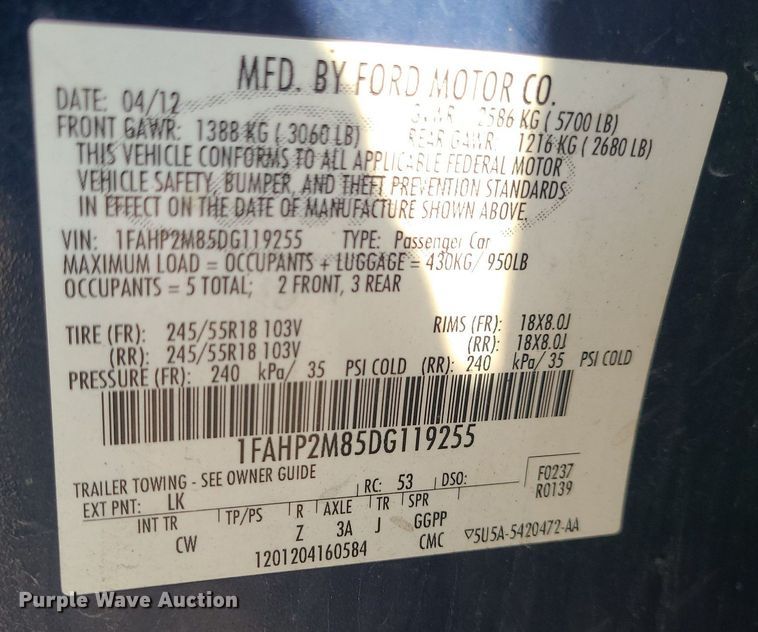 MFD. BY FORD MOTOR CO.
DATE: 04/12 GVWR: 2586 KG ( 5700 LB)
FRONT GAWR: 1388 KG ( 3060 LB) REAR GAWR: 1216 KG ( 2680 LB)
THIS VEHICLE CONFORMS TO ALL APPLICABLE FEDERAL MOTOR
VEHICLE SAFETY, BUMPER, AND THEFT PREVENTION STANDARDS
IN EFFECT ON THE DATE OF MANUFACTURE SHOWN ABOVE.
VIN: 1FAHP2M85DG119255 TYPE: Passenger Car
MAXIMUM LOAD = OCCUPANTS + LUGGAGE = 430KG/ 950LB
OCCUPANTS = 5 TOTAL; 2 FRONT, 3 REAR
TIRE (FR): 245/55R18 103V RIMS (FR): 18X8.0J
(RR): 245/55R18 103V (RR): 18X8.0J
PRESSURE (FR): 240 kPa/ 35 PSI COLD (RR): 240 kPa/ 35 PSI COLD
1FAHP2M85DG119255
TRAILER TOWING - SEE OWNER GUIDE
EXT PNT: LK RC: 53 DSO: F0237
R0139
INT TR TP/PS R AXLE TR SPR
CW Z 3A J GGPP
1201204160584 CMC ▽5U5A-5420472-AA
Purple Wave Auction